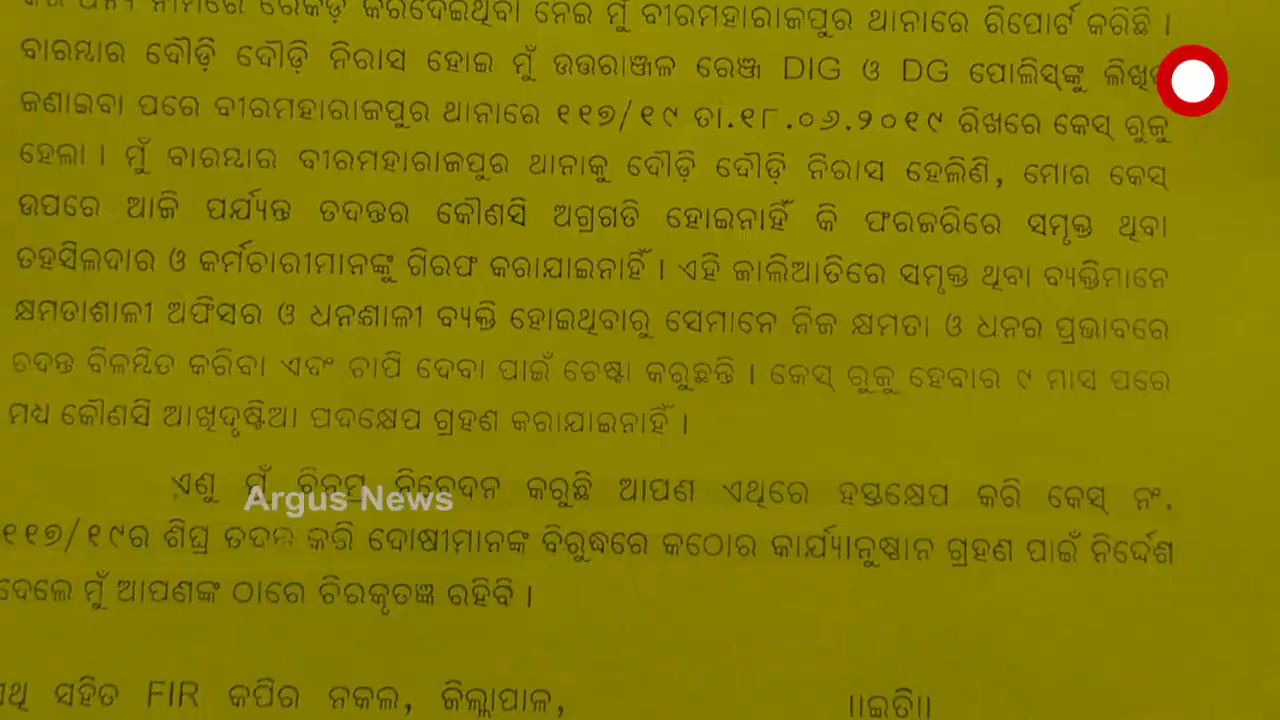 ନାମରେ ରେକଡ଼ କରିଦେଇଥିବା ନେଇ ମୁଁ ବୀରମହାରାଜପୁର ଥାନାରେ ରିପୋର୍ଟ କରିଛି ।
ବାରମ୍ବାର ଦୌଡ଼ି ଦୌଡ଼ି ନିରାସ ହୋଇ ମୁଁ ଉତ୍ତରାଞ୍ଚଳ ରେଞ୍ଜ DIG ଓ DG ପୋଲିସ୍‌ଙ୍କୁ
ଜଣାଇବା ପରେ ବୀରମହାରାଜପୁର ଥାନାରେ ୧୧୭/୧୯ ତା.୧୮.୦୬.୨୦୧୯ ରିଖରେ କେସ୍ ରୁଜୁ
ହେଲା । ମୁଁ ବାରମ୍ବାର ବୀରମହାରାଜପୁର ଥାନାକୁ ଦୌଡ଼ି ଦୌଡ଼ି ନିରାସ ହେଲିଣି, ମୋର କେସ୍
ଉପରେ ଆଜି ପର୍ଯ୍ୟନ୍ତ ତଦନ୍ତର କୌଣସି ଅଗ୍ରଗତି ହୋଇନାହିଁ କି ଫରଜରିରେ ସମ୍ପୃକ୍ତ ଥିବା
ତହସିଲଦାର ଓ କର୍ମଚାରୀମାନଙ୍କୁ ଗିରଫ କରାଯାଇନାହିଁ । ଏହି ଜାଲିଆତିରେ ସମ୍ପୃକ୍ତ ଥିବା ବ୍ୟକ୍ତିମାନେ
କ୍ଷମତାଶାଳୀ ଅଫିସର ଓ ଧନଶାଳୀ ବ୍ୟକ୍ତି ହୋଇଥିବାରୁ ସେମାନେ ନିଜ କ୍ଷମତା ଓ ଧନର ପ୍ରଭାବରେ
ତଦନ୍ତ ବିଳମ୍ବିତ କରିବା ଏବଂ ଚାପି ଦେବା ପାଇଁ ଚେଷ୍ଟା କରୁଛନ୍ତି । କେସ୍ ରୁଜୁ ହେବାର ୯ ମାସ ପରେ
ମଧ୍ୟ କୌଣସି ଆଖିଦୃଷ୍ଟିଆ ପଦକ୍ଷେପ ଗ୍ରହଣ କରାଯାଇନାହିଁ ।
ଏଣୁ ମୁଁ ବିନମ୍ର ନିବେଦନ କରୁଛି ଆପଣ ଏଥିରେ ହସ୍ତକ୍ଷେପ କରି କେସ୍ ନଂ.
Argus News
୧୧୭/୧୯ର ଶିଘ୍ର ତଦନ୍ତ କରି ଦୋଷୀମାନଙ୍କ ବିରୁଦ୍ଧରେ କଠୋର କାର୍ଯ୍ୟାନୁଷ୍ଠାନ ଗ୍ରହଣ ପାଇଁ ନିର୍ଦ୍ଦେଶ
ଦେଲେ ମୁଁ ଆପଣଙ୍କ ଠାରେ ଚିରକୃତଜ୍ଞ ରହିବି ।
ସହିତ FIR କପିର ନକଲ, ଜିଲ୍ଲାପାଳ, ॥ଇତି॥